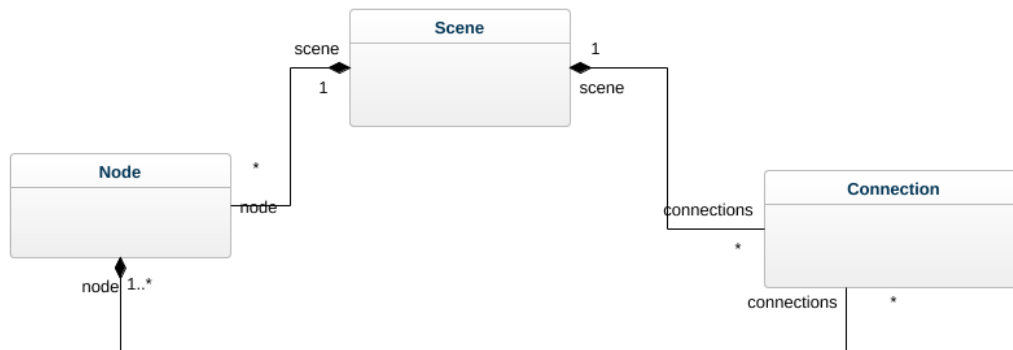 Scene
scene
1
1
scene
*
Node
node
Connection
connections
*
node
1..*
connections
*